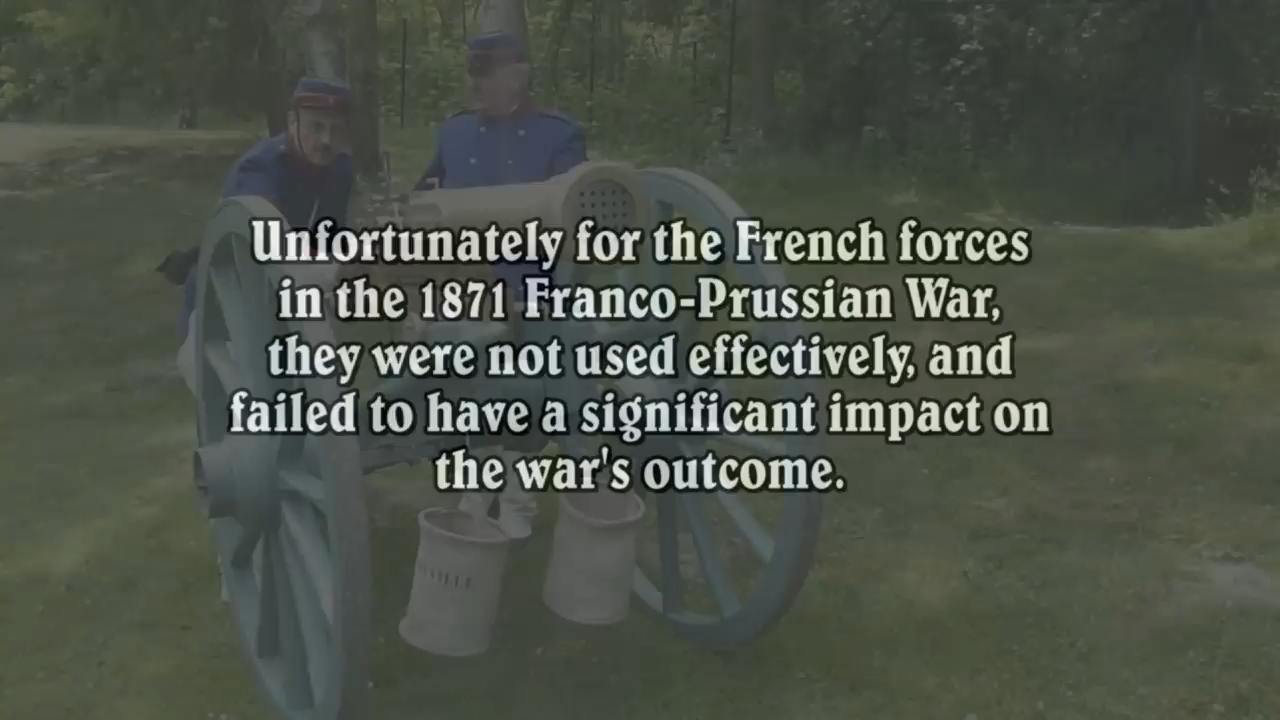 Unfortunately for the French forces
in the 1871 Franco-Prussian War,
they were not used effectively, and
failed to have a significant impact on
the war's outcome.